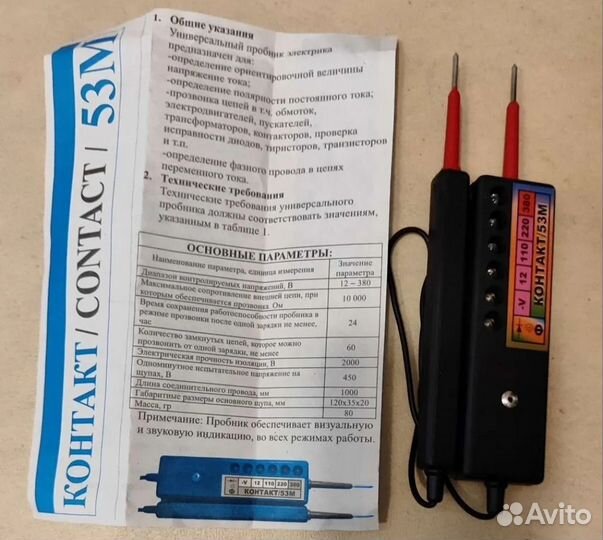 КОНТАКТ / CONTACT | 53М
1. Общие указания
Универсальный пробник электрика
предназначен для:
-определение ориентировочной величины
напряжение тока;
-определение полярности постоянного тока;
-прозвонка цепей в т.ч. обмоток,
электродвигателей, пускателей,
трансформаторов, контакторов, проверка
исправности диодов, тиристоров, транзисторов
и т.п.
-определение фазного провода в цепях
переменного тока.
2. Технические требования
Технические требования универсального
пробника должны соответствовать значениям,
указанным в таблице 1.
ОСНОВНЫЕ ПАРАМЕТРЫ:
Наименование параметра, единица измерения
Значение
параметра
Диапазон контролируемых напряжений, В
12 – 380
Максимальное сопротивление внешней цепи, при
котором обеспечивается прозвонка, Ом
10 000
Время сохранения работоспособности пробника в
режиме прозвонки после одной зарядки не менее,
час
24
Количество замкнутых цепей, которое можно
прозвонить от одной зарядки, не менее
60
Электрическая прочность изоляции, В
2000
Одноминутное испытательное напряжение на
щупах, В
450
Длина соединительного провода, мм
1000
Габаритные размеры основного щупа, мм
120х35х20
Масса, гр
80
Примечание: Пробник обеспечивает визуальную
и звуковую индикацию, во всех режимах работы.
-V 12 110 220 380
КОНТАКТ/53М
-V 12 110 220 380
Ф КОНТАКТ/53М
Avito